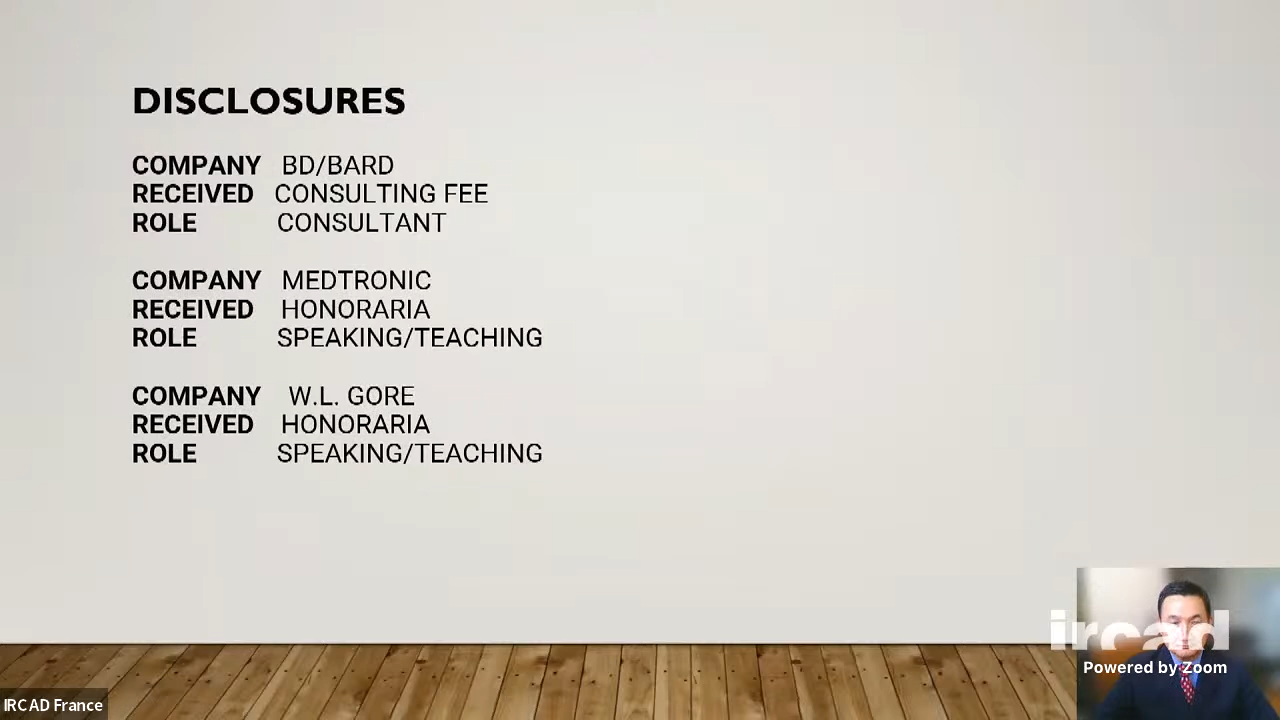 DISCLOSURES
COMPANY BD/BARD
RECEIVED CONSULTING FEE
ROLE CONSULTANT
COMPANY MEDTRONIC
RECEIVED HONORARIA
ROLE SPEAKING/TEACHING
COMPANY W.L. GORE
RECEIVED HONORARIA
ROLE SPEAKING/TEACHING
ircad
Powered by Zoom
IRCAD France